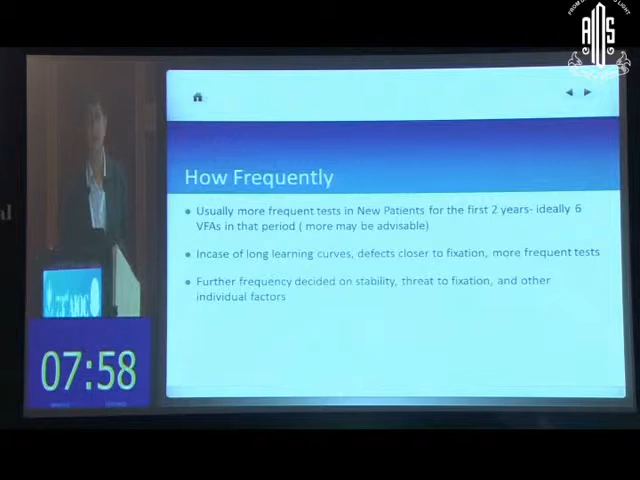 AIOS
al
How Frequently
Usually more frequent tests in New Patients for the first 2 years- ideally 6
VFAs in that period ( more may be advisable)
Incase of long learning curves, defects closer to fixation, more frequent tests
Further frequency decided on stability, threat to fixation, and other
individual factors
07:58